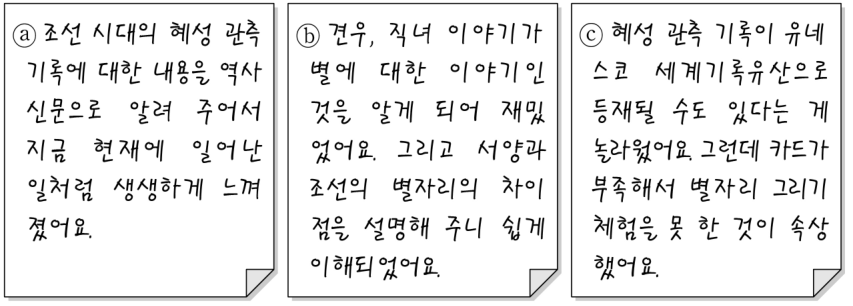 ⓐ 조선 시대의 혜성 관측
기록에 대한 내용을 역사
신문으로 알려 주어서
지금 현재에 일어난
일처럼 생생하게 느껴
졌어요.
ⓑ 견우, 직녀 이야기가
별에 대한 이야기인
것을 알게 되어 재밌
었어요. 그리고 서양과
조선의 별자리의 차이
점을 설명해 주니 쉽게
이해되었어요.
ⓒ 혜성 관측 기록이 유네
스코 세계기록유산으로
등재될 수도 있다는 게
놀라웠어요. 그런데 카드가
부족해서 별자리 그리기
체험을 못 한 것이 속상
했어요.